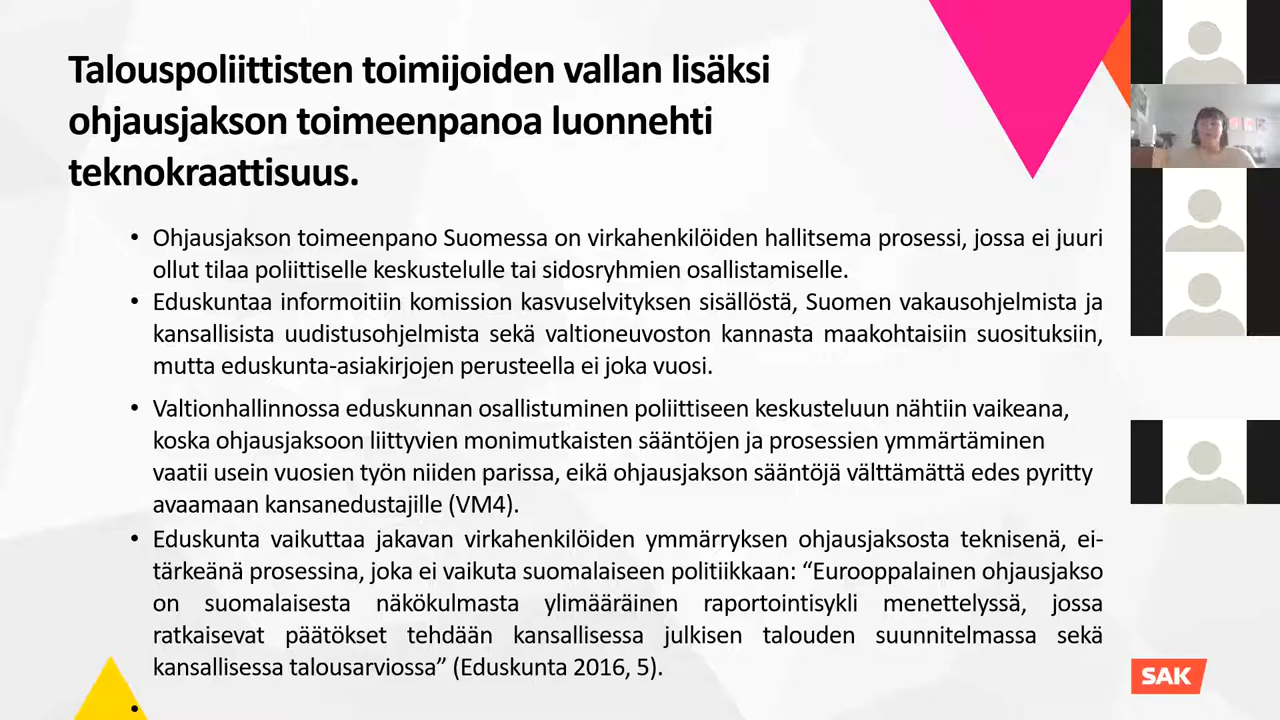 Talouspoliittisten toimijoiden vallan lisäksi
ohjausjakson toimeenpanoa luonnehti
teknokraattisuus.
• Ohjausjakson toimeenpano Suomessa on virkahenkilöiden hallitsema prosessi, jossa ei juuri
ollut tilaa poliittiselle keskustelulle tai sidosryhmien osallistamiselle.
• Eduskuntaa informoitiin komission kasvuselvityksen sisällöstä, Suomen vakausohjelmista ja
kansallisista uudistusohjelmista sekä valtioneuvoston kannasta maakohtaisiin suosituksiin,
mutta eduskunta-asiakirjojen perusteella ei joka vuosi.
• Valtionhallinnossa eduskunnan osallistuminen poliittiseen keskusteluun nähtiin vaikeana,
koska ohjausjaksoon liittyvien monimutkaisten sääntöjen ja prosessien ymmärtäminen
vaatii usein vuosien työn niiden parissa, eikä ohjausjakson sääntöjä välttämättä edes pyritty
avaamaan kansanedustajille (VM4).
• Eduskunta vaikuttaa jakavan virkahenkilöiden ymmärryksen ohjausjaksosta teknisenä, ei-
tärkeänä prosessina, joka ei vaikuta suomalaiseen politiikkaan: “Eurooppalainen ohjausjakso
on suomalaisesta näkökulmasta ylimääräinen raportointisykli menettelyssä, jossa
ratkaisevat päätökset tehdään kansallisessa julkisen talouden suunnitelmassa sekä
kansallisessa talousarviossa” (Eduskunta 2016, 5).
•
SAK